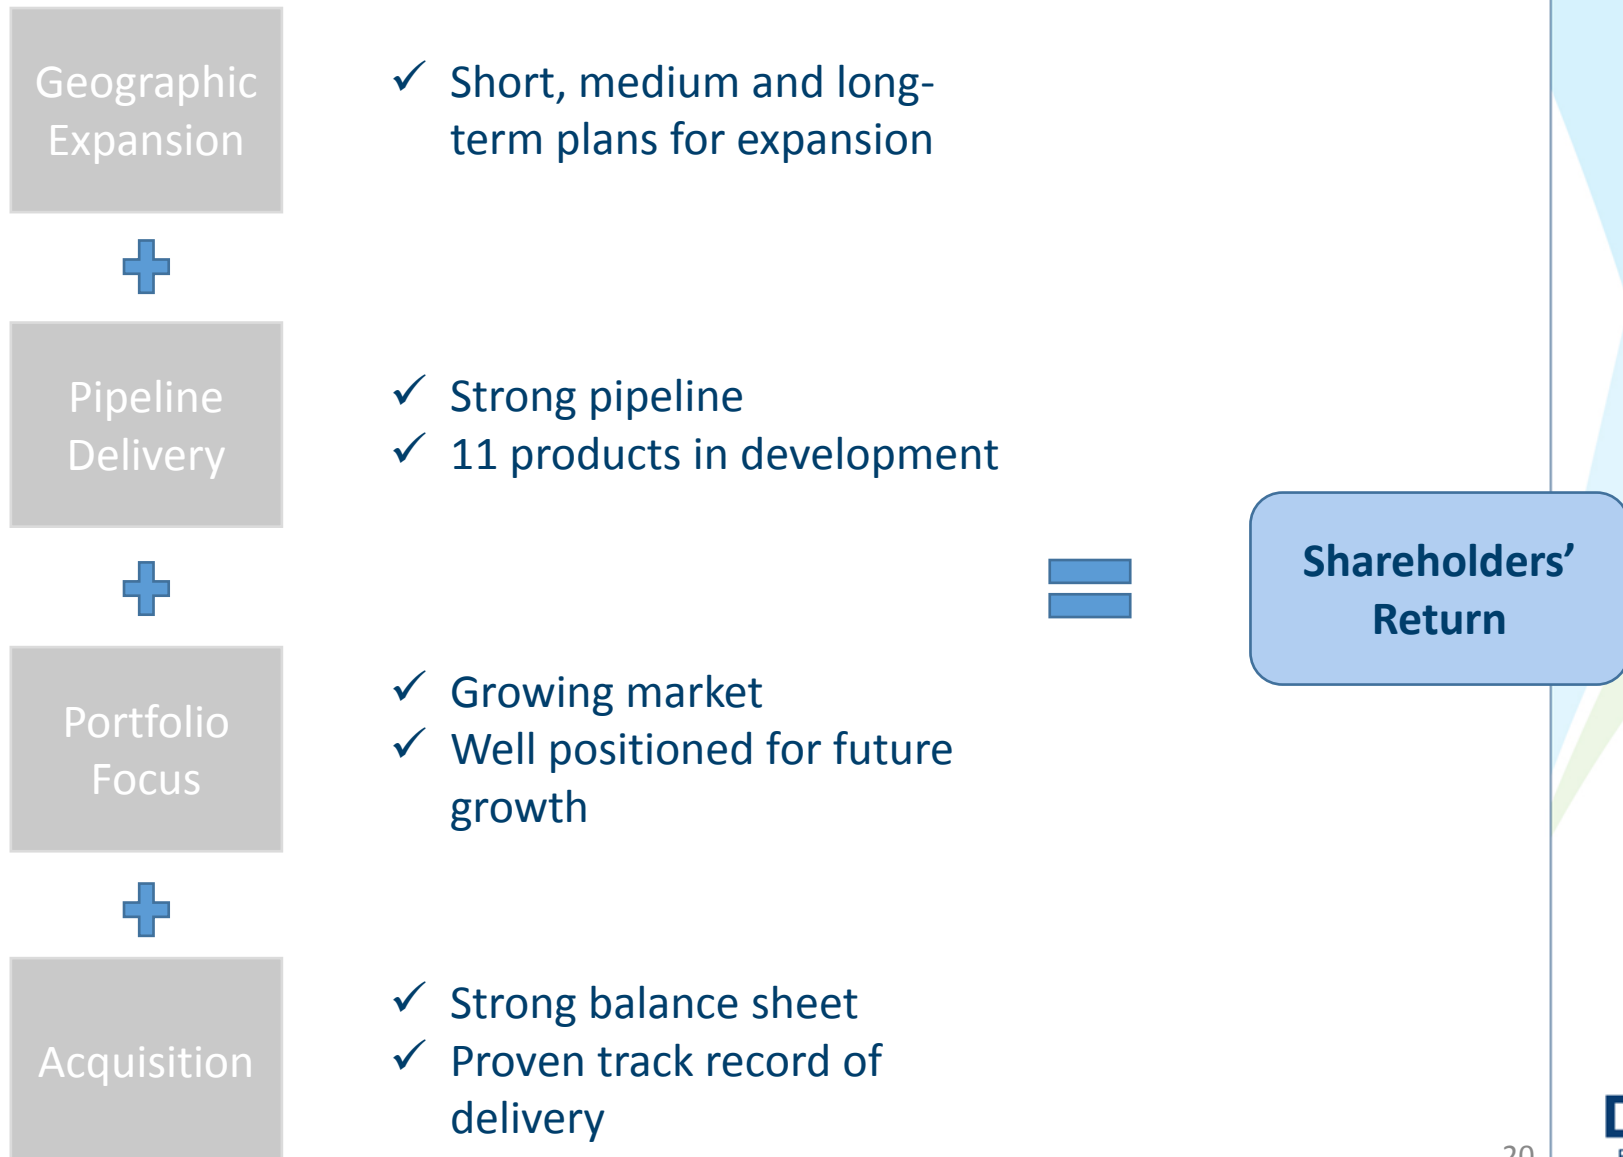 Geographic
Expansion
✓ Short, medium and long-
term plans for expansion
Pipeline
Delivery
✓ Strong pipeline
✓ 11 products in development
Shareholders’
Return
Portfolio
Focus
✓ Growing market
✓ Well positioned for future
growth
Acquisition
✓ Strong balance sheet
✓ Proven track record of
delivery
20